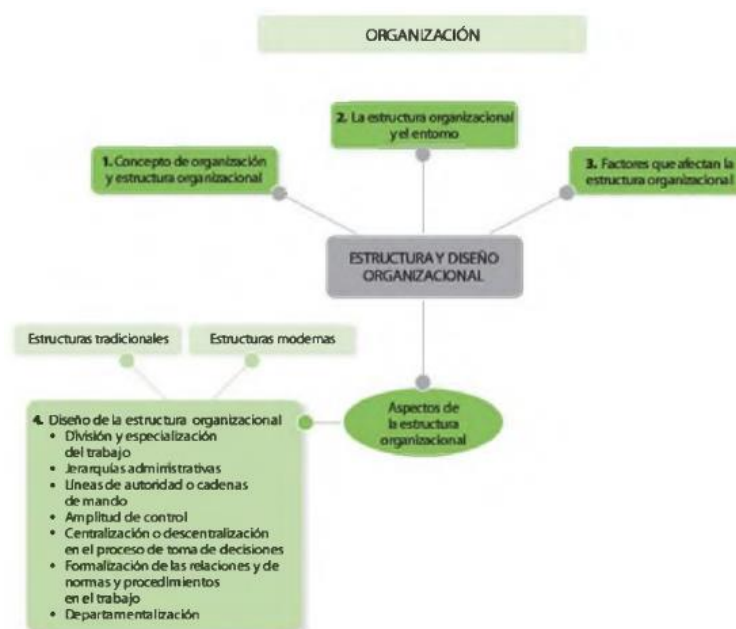 ORGANIZACIÓN
2. La estructura organizacional
y el entorno
1. Concepto de organización
y estructura organizacional
3. Factores que afectan la
estructura organizacional
ESTRUCTURA Y DISEÑO
ORGANIZACIONAL
Estructuras tradicionales
Estructuras modernas
Aspectos de
la estructura
organizacional
4. Diseño de la estructura organizacional
• División y especialización
del trabajo
• Jerarquías administrativas
• Líneas de autoridad o cadenas
de mando
• Amplitud de control
• Centralización o descentralización
en el proceso de toma de decisiones
• Formalización de las relaciones y de
normas y procedimientos
en el trabajo
• Departamentalización